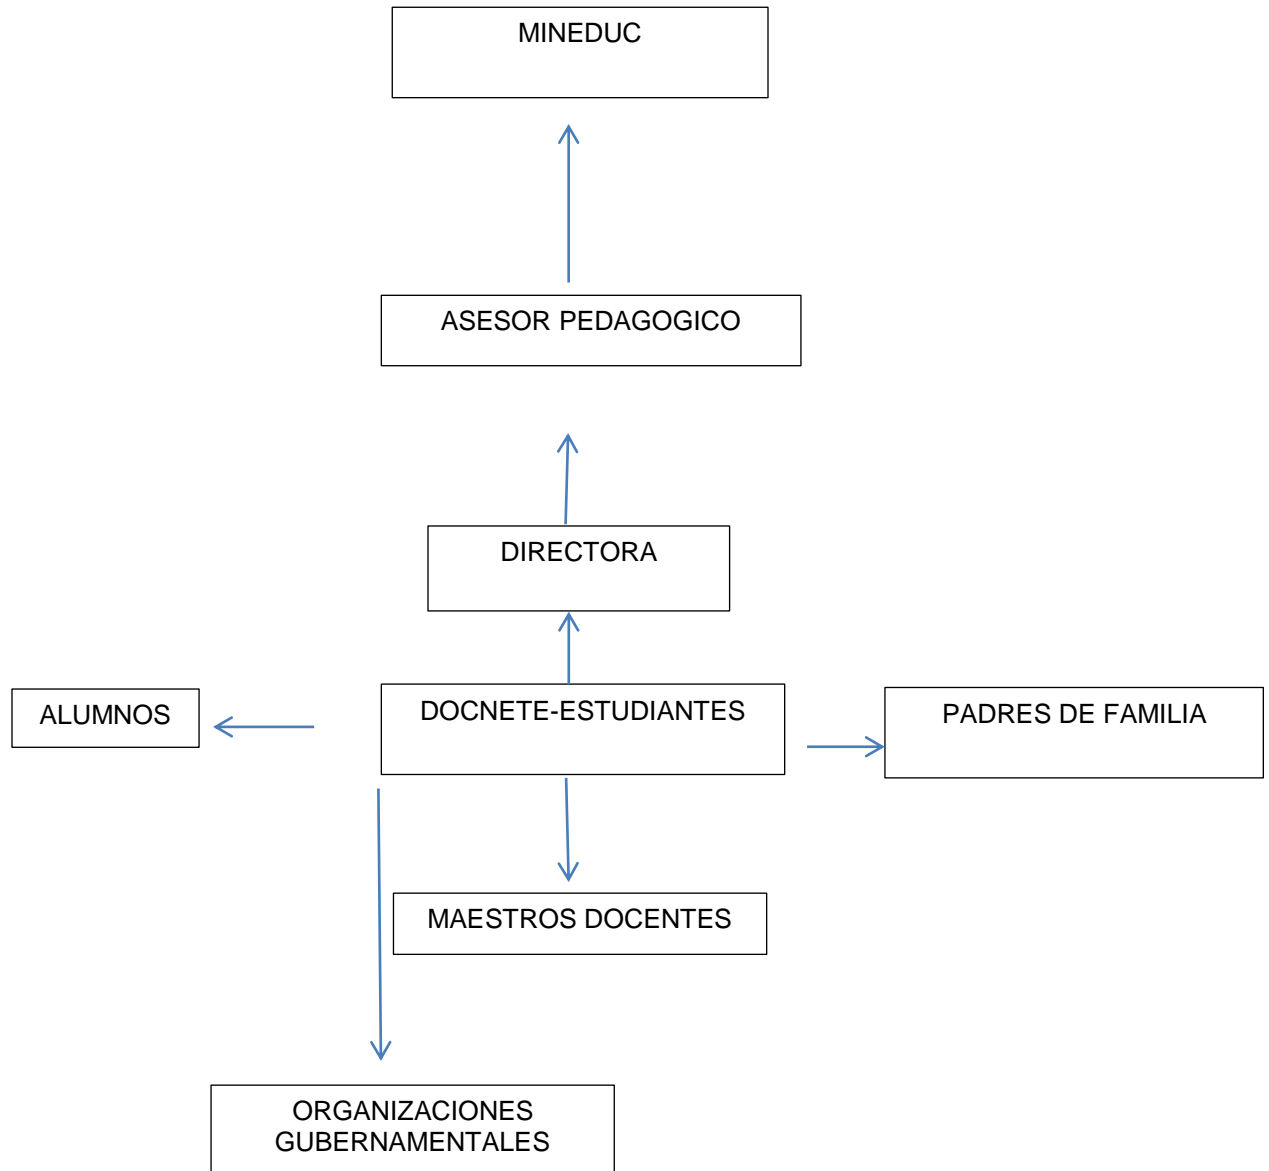 MINEDUC
ASESOR PEDAGOGICO
DIRECTORA
ALUMNOS
DOCNETE-ESTUDIANTES
PADRES DE FAMILIA
MAESTROS DOCENTES
ORGANIZACIONES
GUBERNAMENTALES